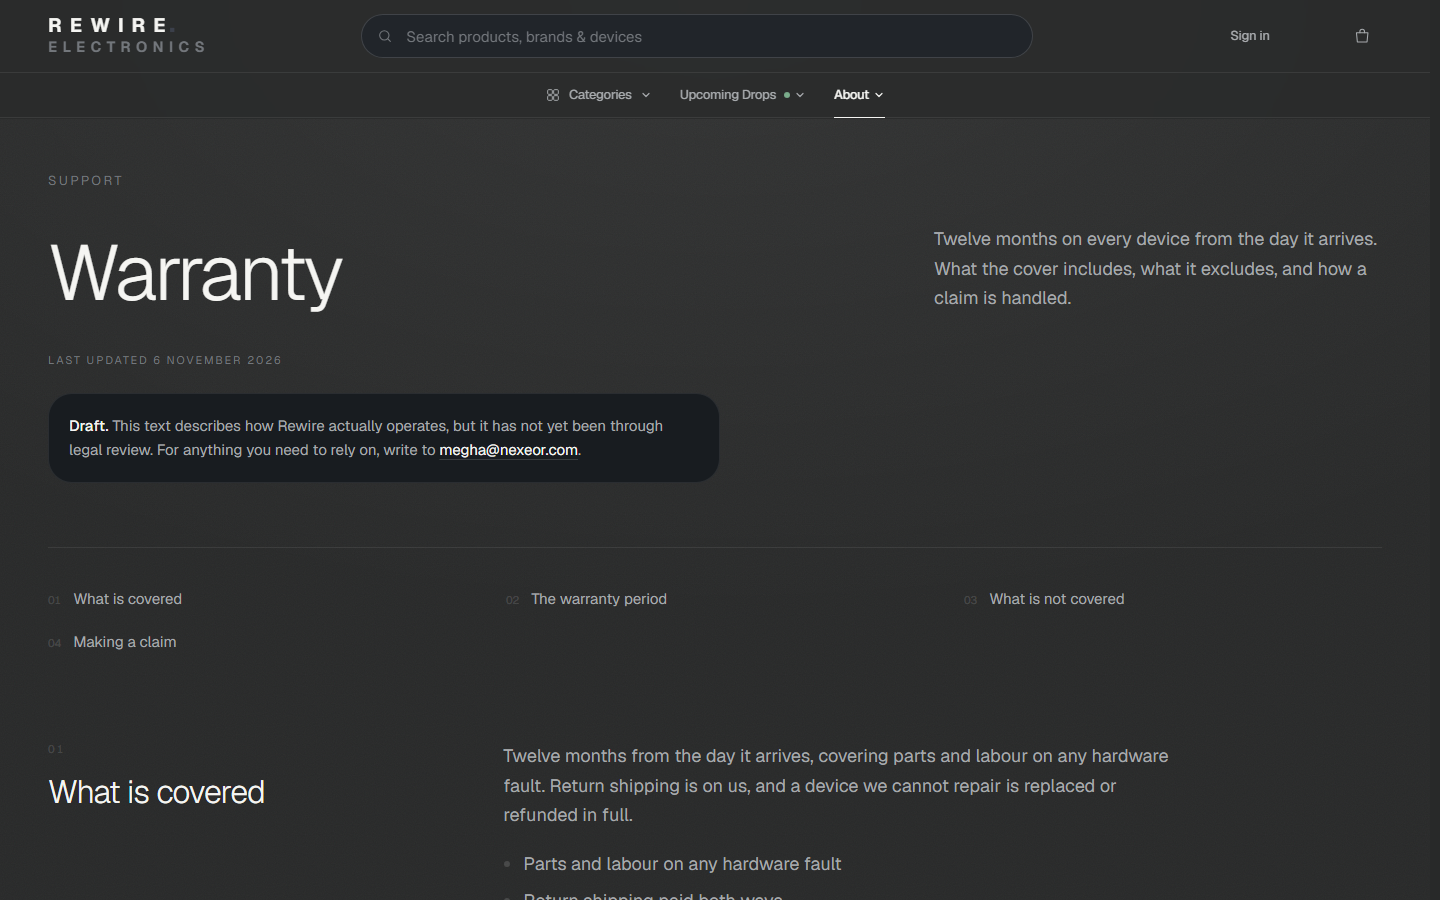 REWIRE.
ELECTRONICS
Search products, brands & devices
Sign in
Categories
Upcoming Drops
About
SUPPORT
Warranty
Twelve months on every device from the day it arrives.
What the cover includes, what it excludes, and how a
claim is handled.
LAST UPDATED 6 NOVEMBER 2026
Draft. This text describes how Rewire actually operates, but it has not yet been through
legal review. For anything you need to rely on, write to megha@nexeor.com.
01 What is covered
02 The warranty period
03 What is not covered
04 Making a claim
01
What is covered
Twelve months from the day it arrives, covering parts and labour on any hardware
fault. Return shipping is on us, and a device we cannot repair is replaced or
refunded in full.
Parts and labour on any hardware fault
Return shipping paid both ways